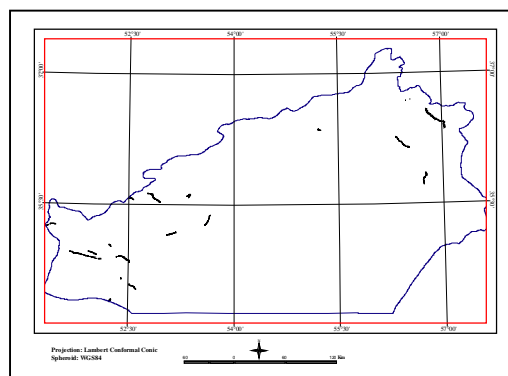 52°30' 54°00' 55°30' 57°00'
37°00' 37°00'
35°30' 35°30'
52°30' 54°00' 55°30' 57°00'
Projection: Lambert Conformal Conic
Spheroid: WGS84
60 0 60 120 Km